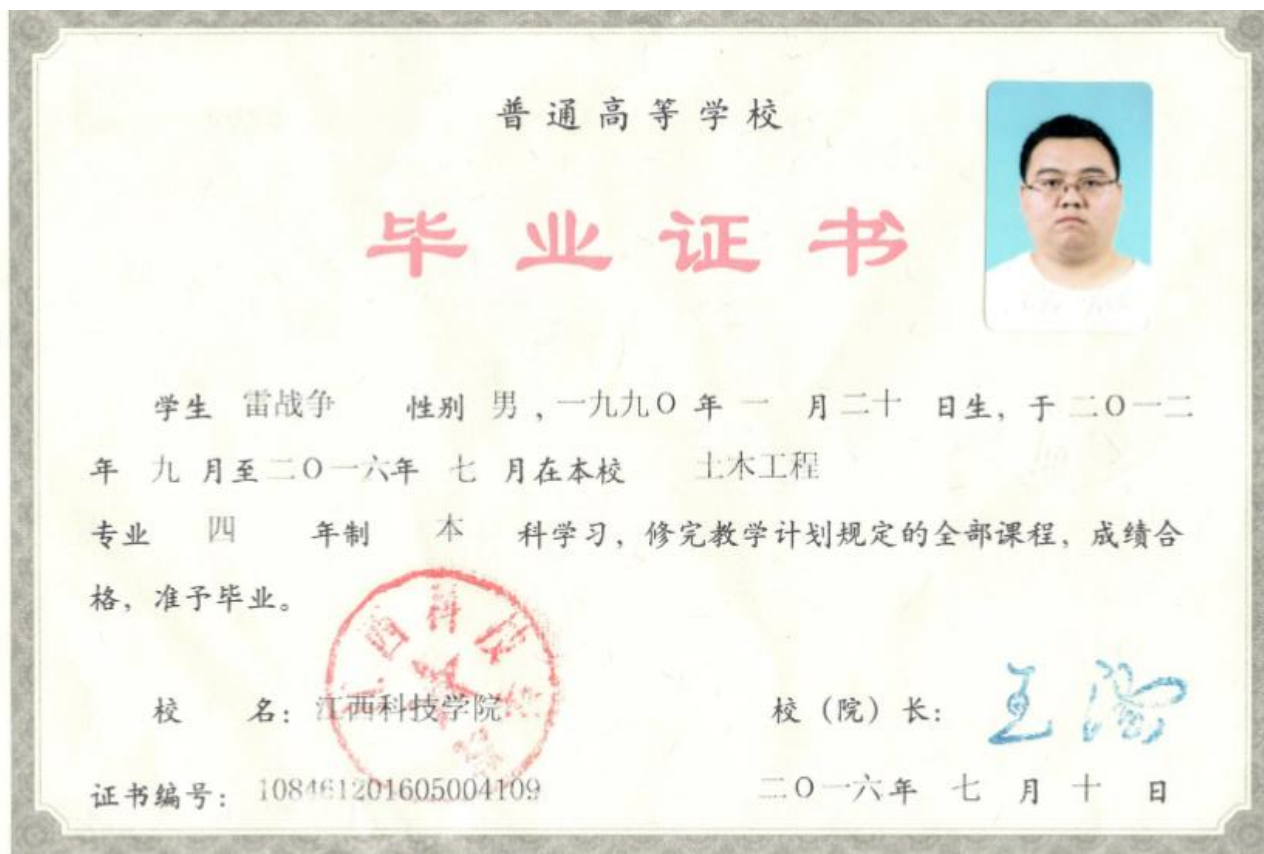 普通高等学校
毕业证书
学生 雷战争 性别 男，一九九〇 年 一 月二十 日生，于 二〇一二
年 九 月至二〇一六年 七 月在本校 土木工程
专业 四 年制 本 科学习，修完教学计划规定的全部课程，成绩合
格，准予毕业。
校 名：江西科技学院
校（院）长：
证书编号：108461201605004109
二〇一六年 七 月 十 日